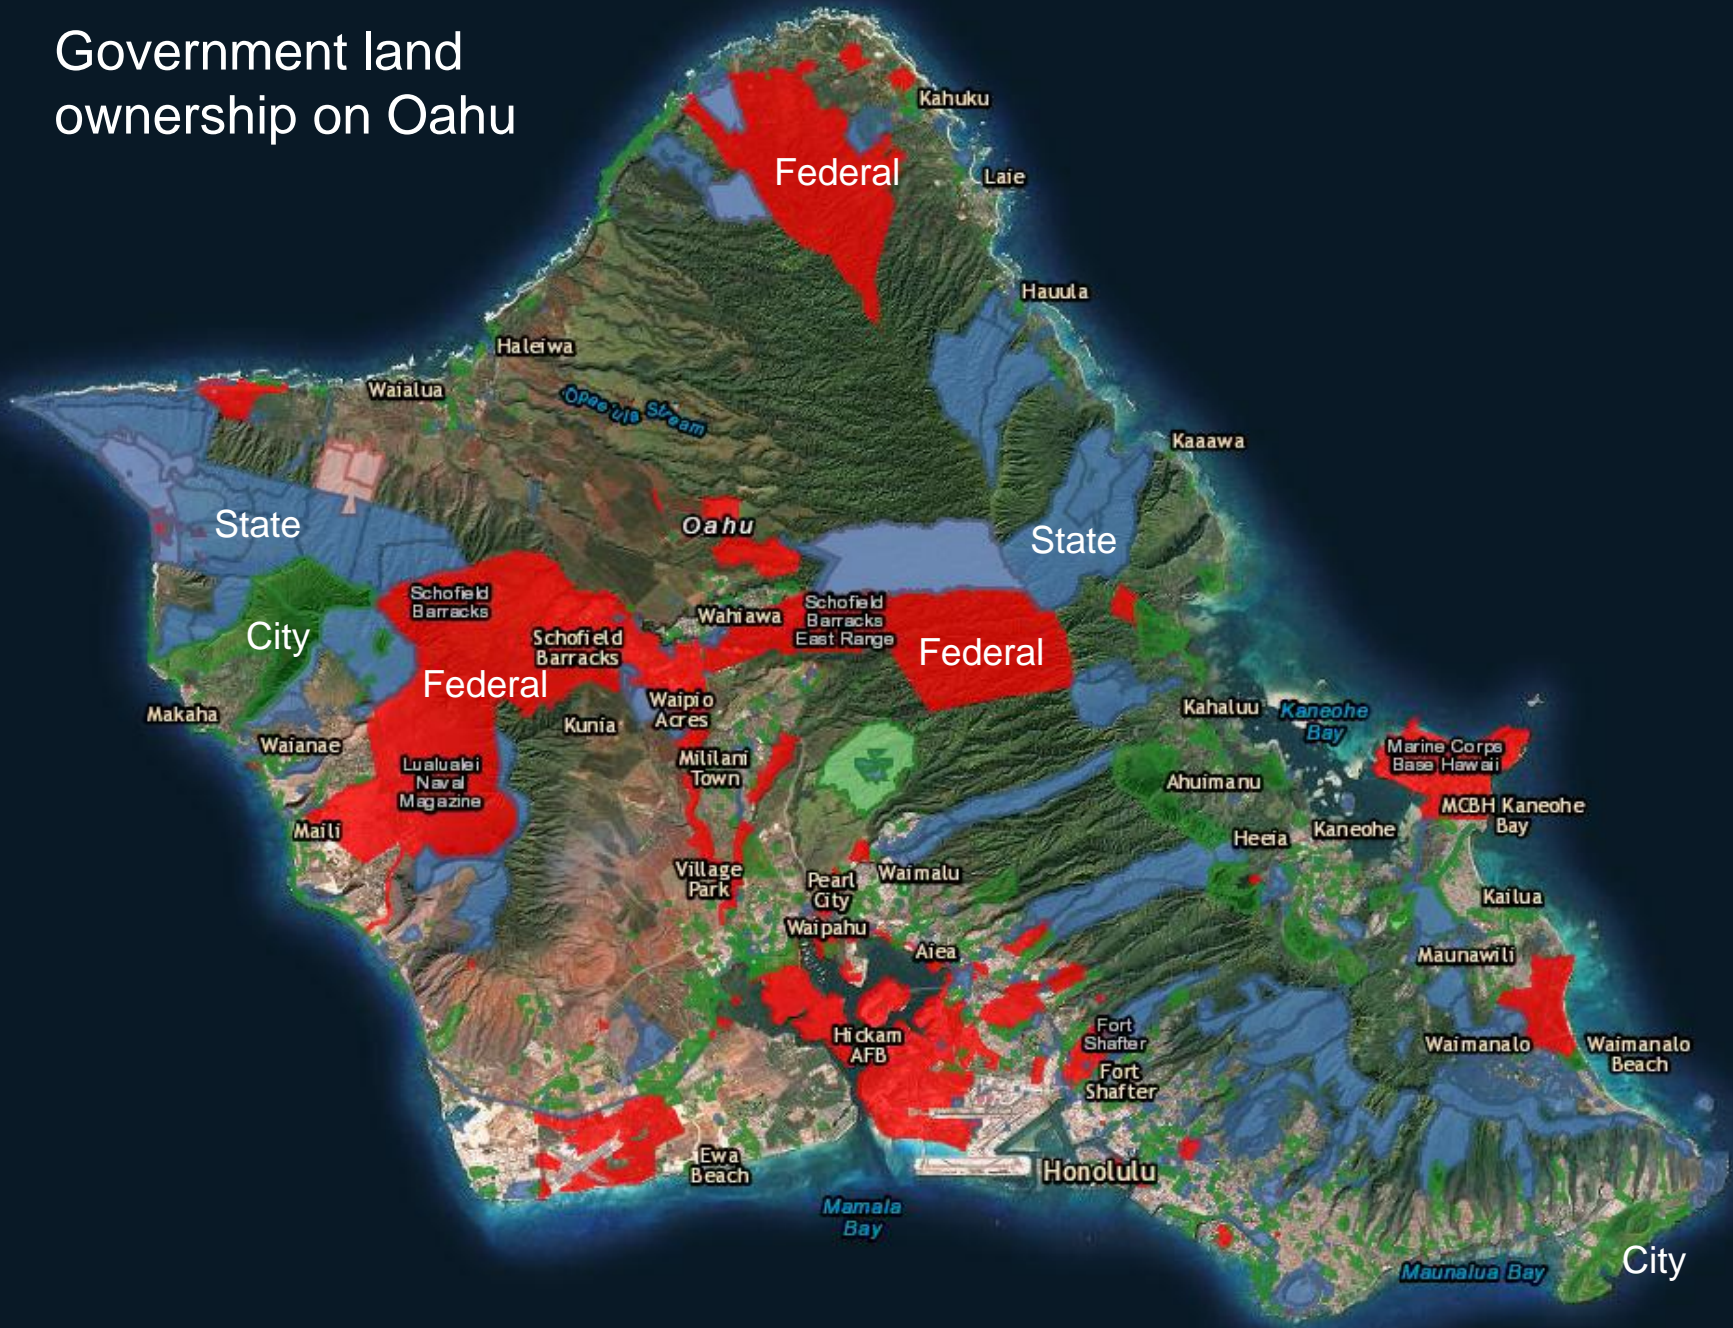 Government land
ownership on Oahu
Kahuku
Federal
Laie
Hauula
Haleiwa
Waialua
Opae'ula Stream
Kaaawa
State
Oahu
State
Schofield
Barracks
Wahiawa
Schofield
Barracks
East Range
City
Schofield
Barracks
Federal
Federal
Makaha
Waipio
Acres
Kunia
Kahaluu
Kaneohe
Bay
Waianae
Mililani
Town
Marine Corps
Base Hawaii
Lualualei
Naval
Magazine
Ahuimanu
MCBH Kaneohe
Bay
Maili
Heeia
Kaneohe
Village
Park
Pearl
City
Waimalu
Kailua
Waipahu
Aiea
Maunawili
Hickam
AFB
Fort
Shafter
Waimanalo
Waimanalo
Beach
Fort
Shafter
Ewa
Beach
Honolulu
Mamala
Bay
Maunalua Bay
City